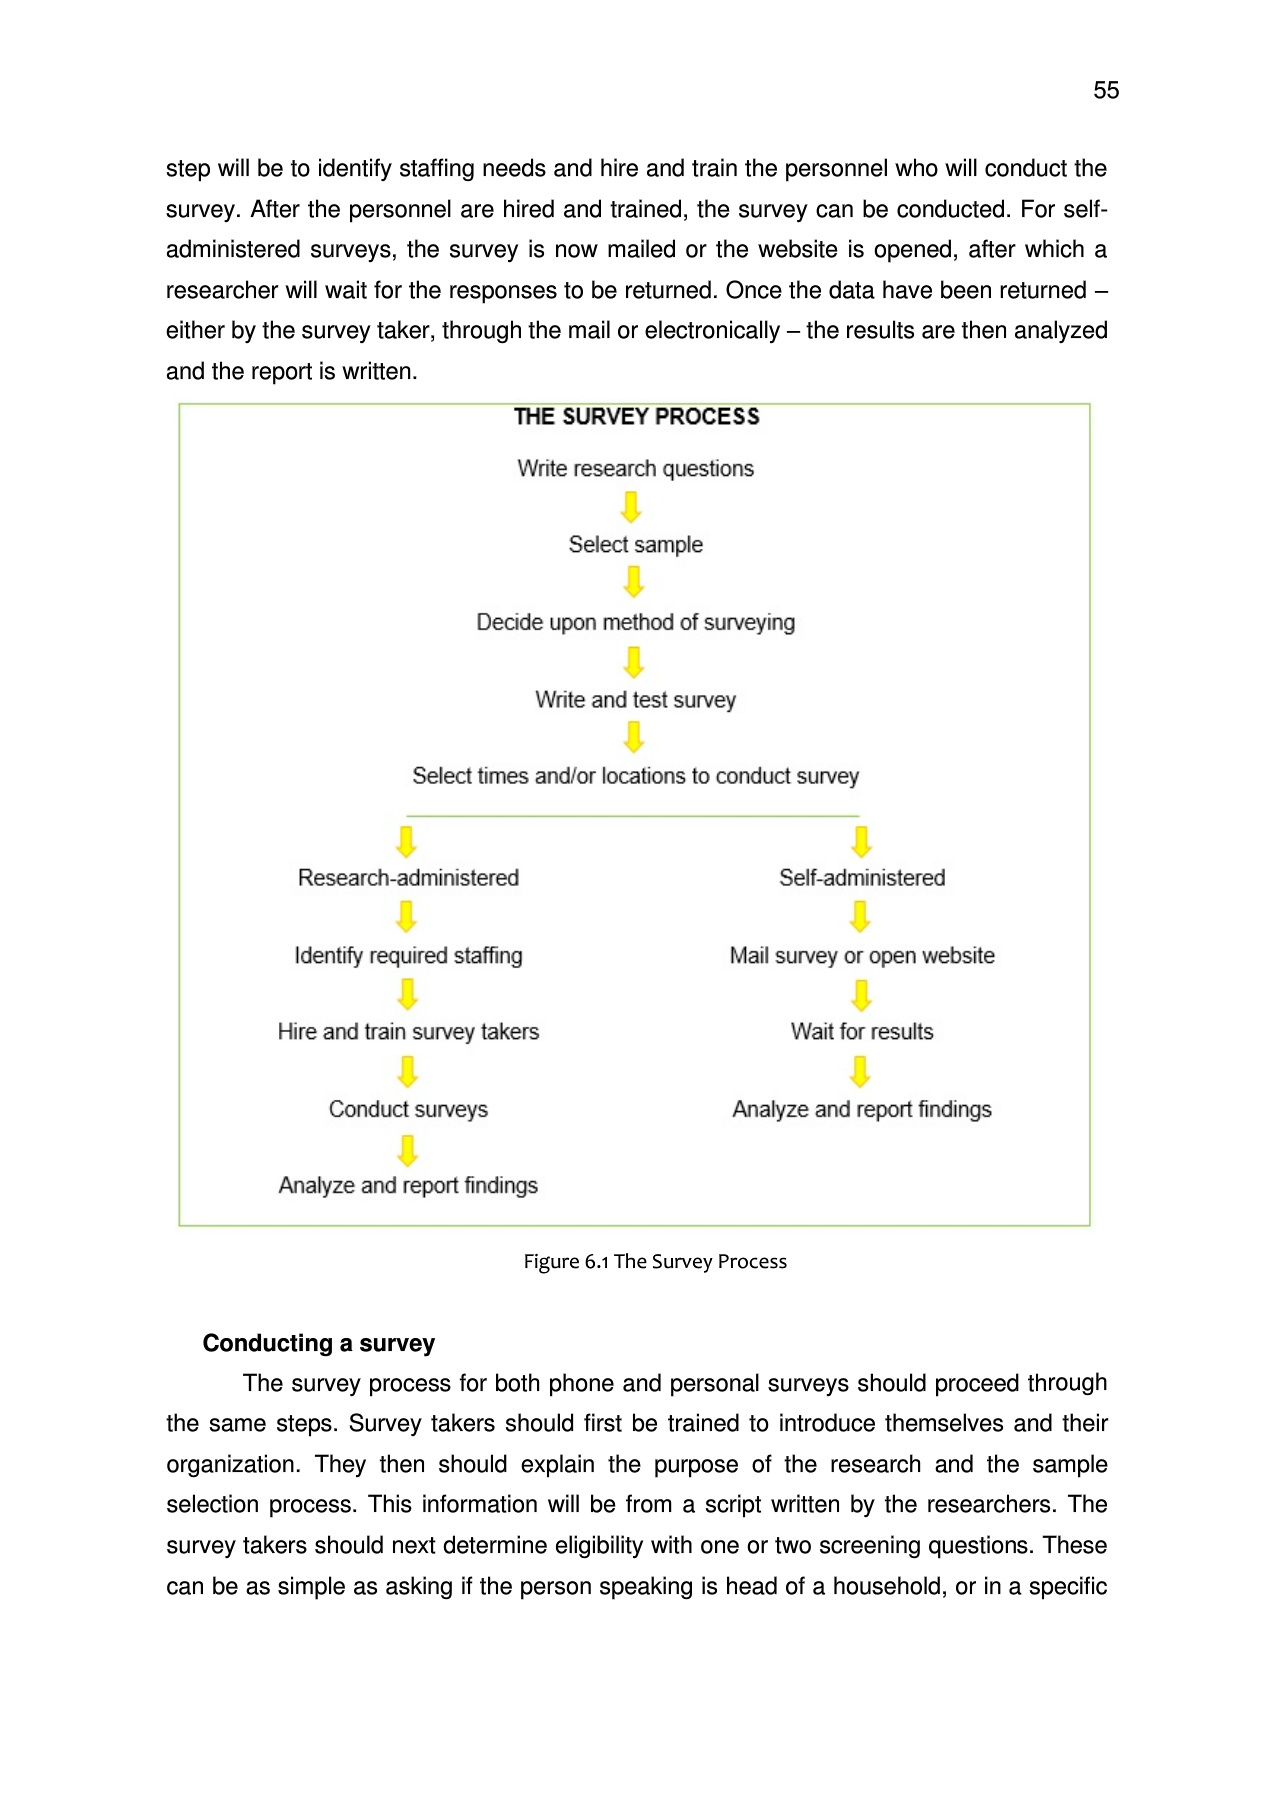 55
step will be to identify staffing needs and hire and train the personnel who will conduct the
survey. After the personnel are hired and trained, the survey can be conducted. For self-
administered surveys, the survey is now mailed or the website is opened, after which a
researcher will wait for the responses to be returned. Once the data have been returned –
either by the survey taker, through the mail or electronically – the results are then analyzed
and the report is written.
THE SURVEY PROCESS
Write research questions
Select sample
Decide upon method of surveying
Write and test survey
Select times and/or locations to conduct survey
Research-administered
Identify required staffing
Hire and train survey takers
Conduct surveys
Analyze and report findings
Self-administered
Mail survey or open website
Wait for results
Analyze and report findings
Figure 6.1 The Survey Process
Conducting a survey
The survey process for both phone and personal surveys should proceed through
the same steps. Survey takers should first be trained to introduce themselves and their
organization. They then should explain the purpose of the research and the sample
selection process. This information will be from a script written by the researchers. The
survey takers should next determine eligibility with one or two screening questions. These
can be as simple as asking if the person speaking is head of a household, or in a specific